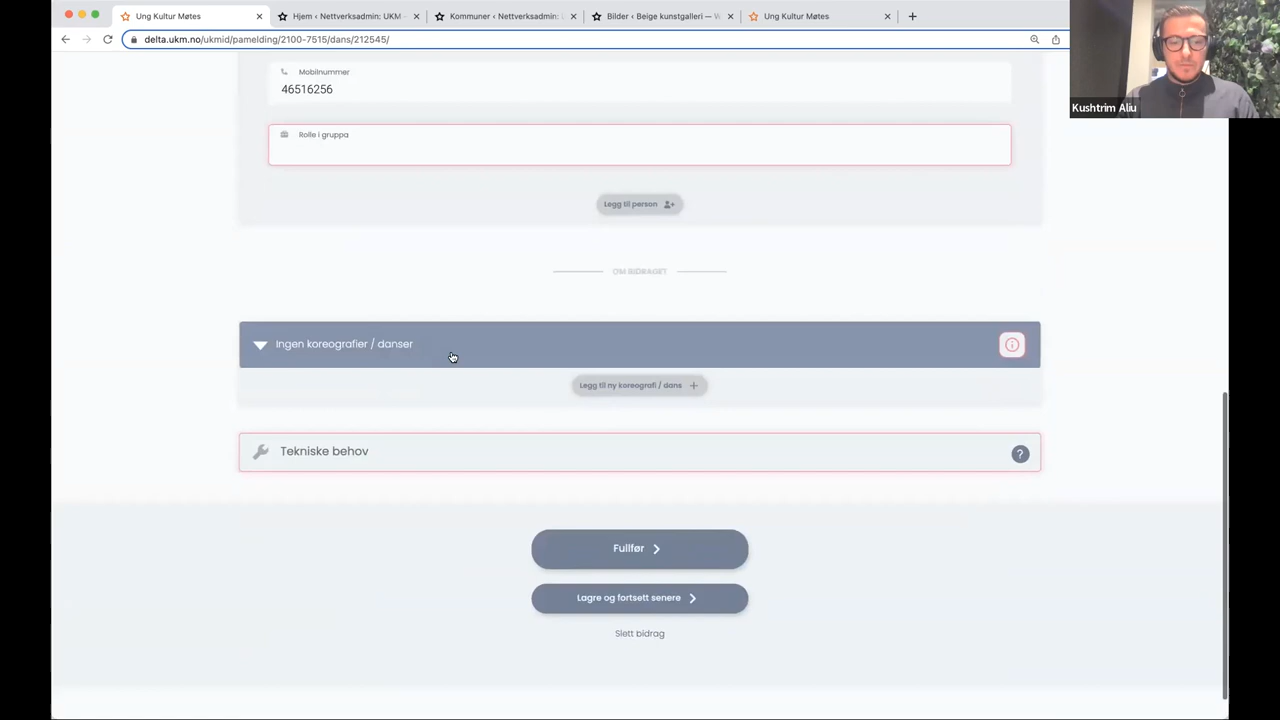 Ung Kultur Møtes
Hjem ‹ Nettverksadmin: UKM –
Kommuner ‹ Nettverksadmin:
Bilder ‹ Beige kunstgalleri — W
Ung Kultur Møtes
delta.ukm.no/ukmid/pamelding/2100-7515/dans/212545/
Kushtrim Aliu
Mobilnummer
46516256
Rolle i gruppa
Legg til person
OM BIDRAGET
Ingen koreografier / danser
Legg til ny koreografi / dans
Tekniske behov
?
Fullfør
Lagre og fortsett senere
Slett bidrag